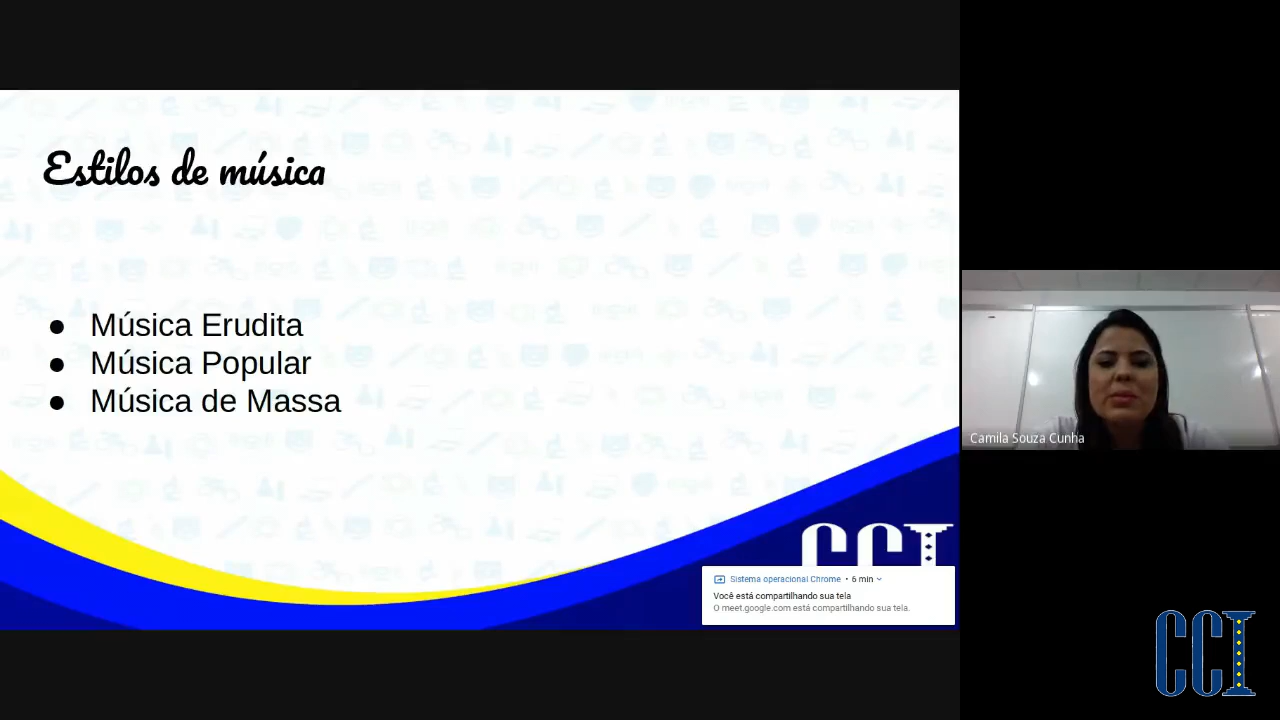 Estilos de música
● Música Erudita
● Música Popular
● Música de Massa
CCI
Sistema operacional Chrome • 6 min
Você está compartilhando sua tela
O meet.google.com está compartilhando sua tela.
Camila Souza Cunha
CCI